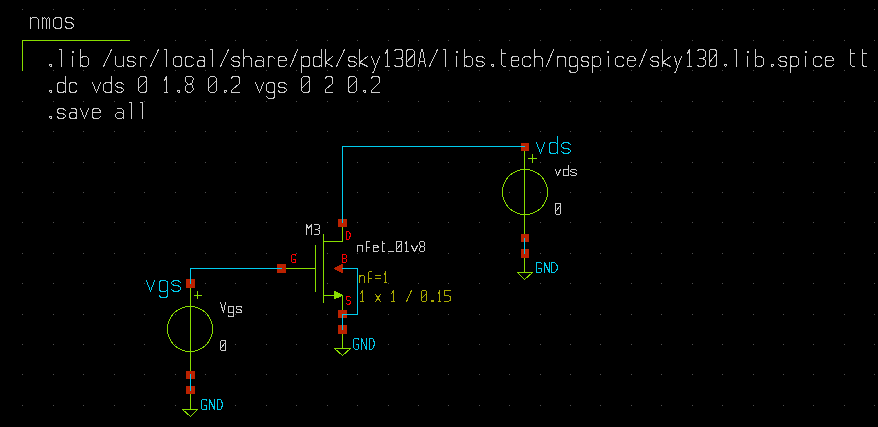 nmos
.lib /usr/local/share/pdk/sky130A/libs.tech/ngspice/sky130.lib.spice tt
.dc vds 0 1.8 0.2 vgs 0 2 0.2
.save all
vds
+
vds
0
GND
M3
D
nfet_01v8
G
B
nf=1
1 x 1 / 0.15
S
GND
vgs
+
Vgs
0
GND